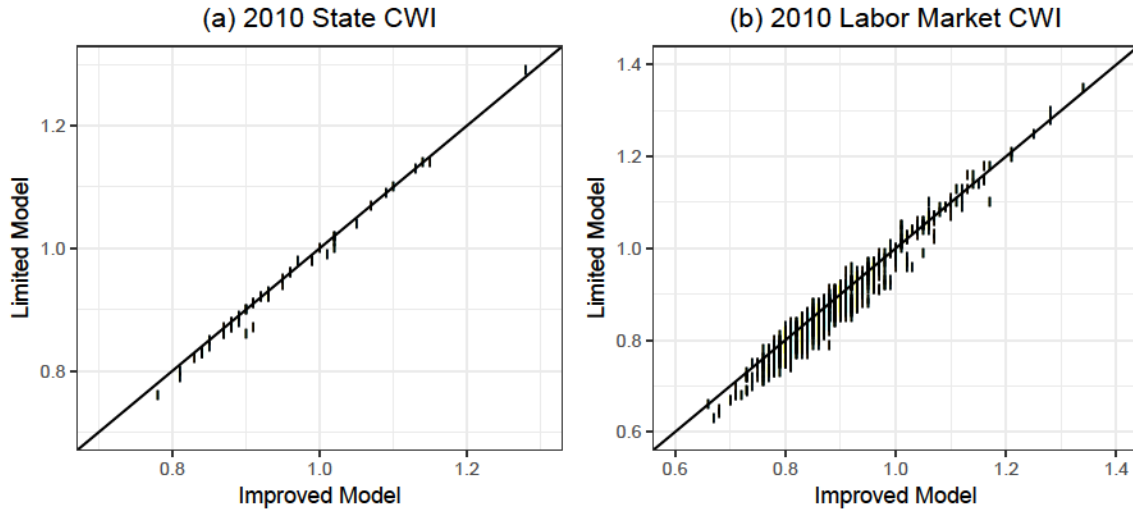 (a) 2010 State CWI
1.2
1.0
0.8
Limited Model
0.8 1.0 1.2
Improved Model
(b) 2010 Labor Market CWI
1.4
1.2
1.0
0.8
0.6
Limited Model
0.6 0.8 1.0 1.2 1.4
Improved Model